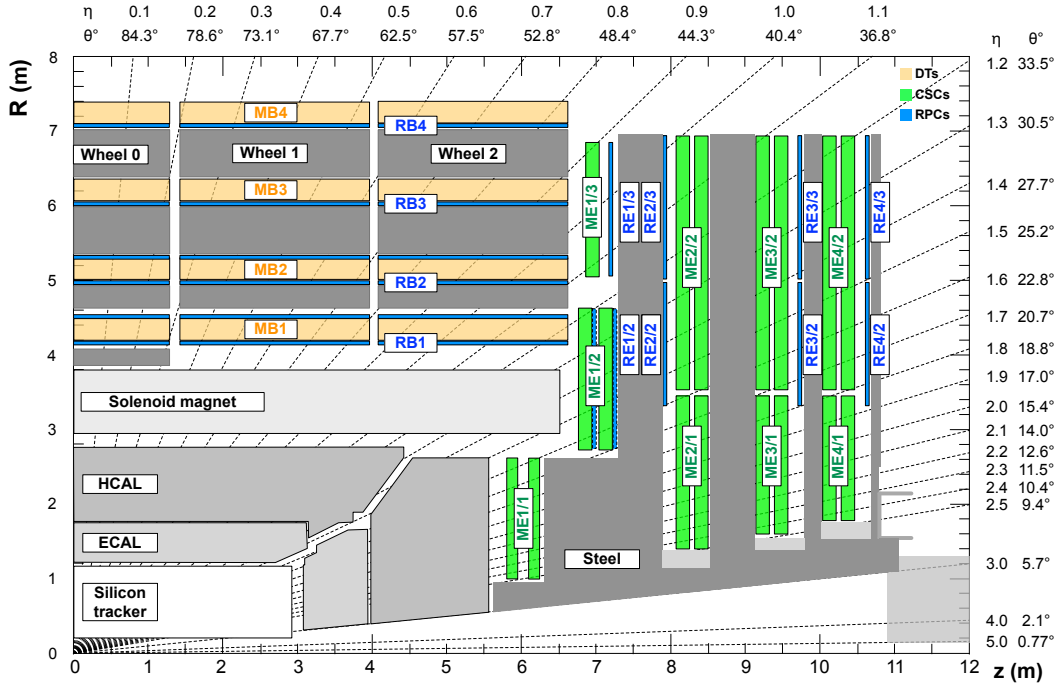 η 0.1 0.2 0.3 0.4 0.5 0.6 0.7 0.8 0.9 1.0 1.1
θ° 84.3° 78.6° 73.1° 67.7° 62.5° 57.5° 52.8° 48.4° 44.3° 40.4° 36.8° η θ°
R (m)
8
7
6
5
4
3
2
1
0
1.2 33.5°
1.3 30.5°
1.4 27.7°
1.5 25.2°
1.6 22.8°
1.7 20.7°
1.8 18.8°
1.9 17.0°
2.0 15.4°
2.1 14.0°
2.2 12.6°
2.3 11.5°
2.4 10.4°
2.5 9.4°
3.0 5.7°
4.0 2.1°
5.0 0.77°
DTs
CSCs
RPCs
MB4
RB4
Wheel 0
Wheel 1
Wheel 2
MB3
RB3
MB2
RB2
MB1
RB1
Solenoid magnet
HCAL
ECAL
Silicon
tracker
Steel
ME1/3
RE1/3
RE2/3
ME2/2
ME3/2
RE3/3
ME4/2
RE4/3
ME1/2
RE1/2
RE2/2
RE3/2
RE4/2
ME1/1
ME2/1
ME3/1
ME4/1
0 1 2 3 4 5 6 7 8 9 10 11 12
z (m)